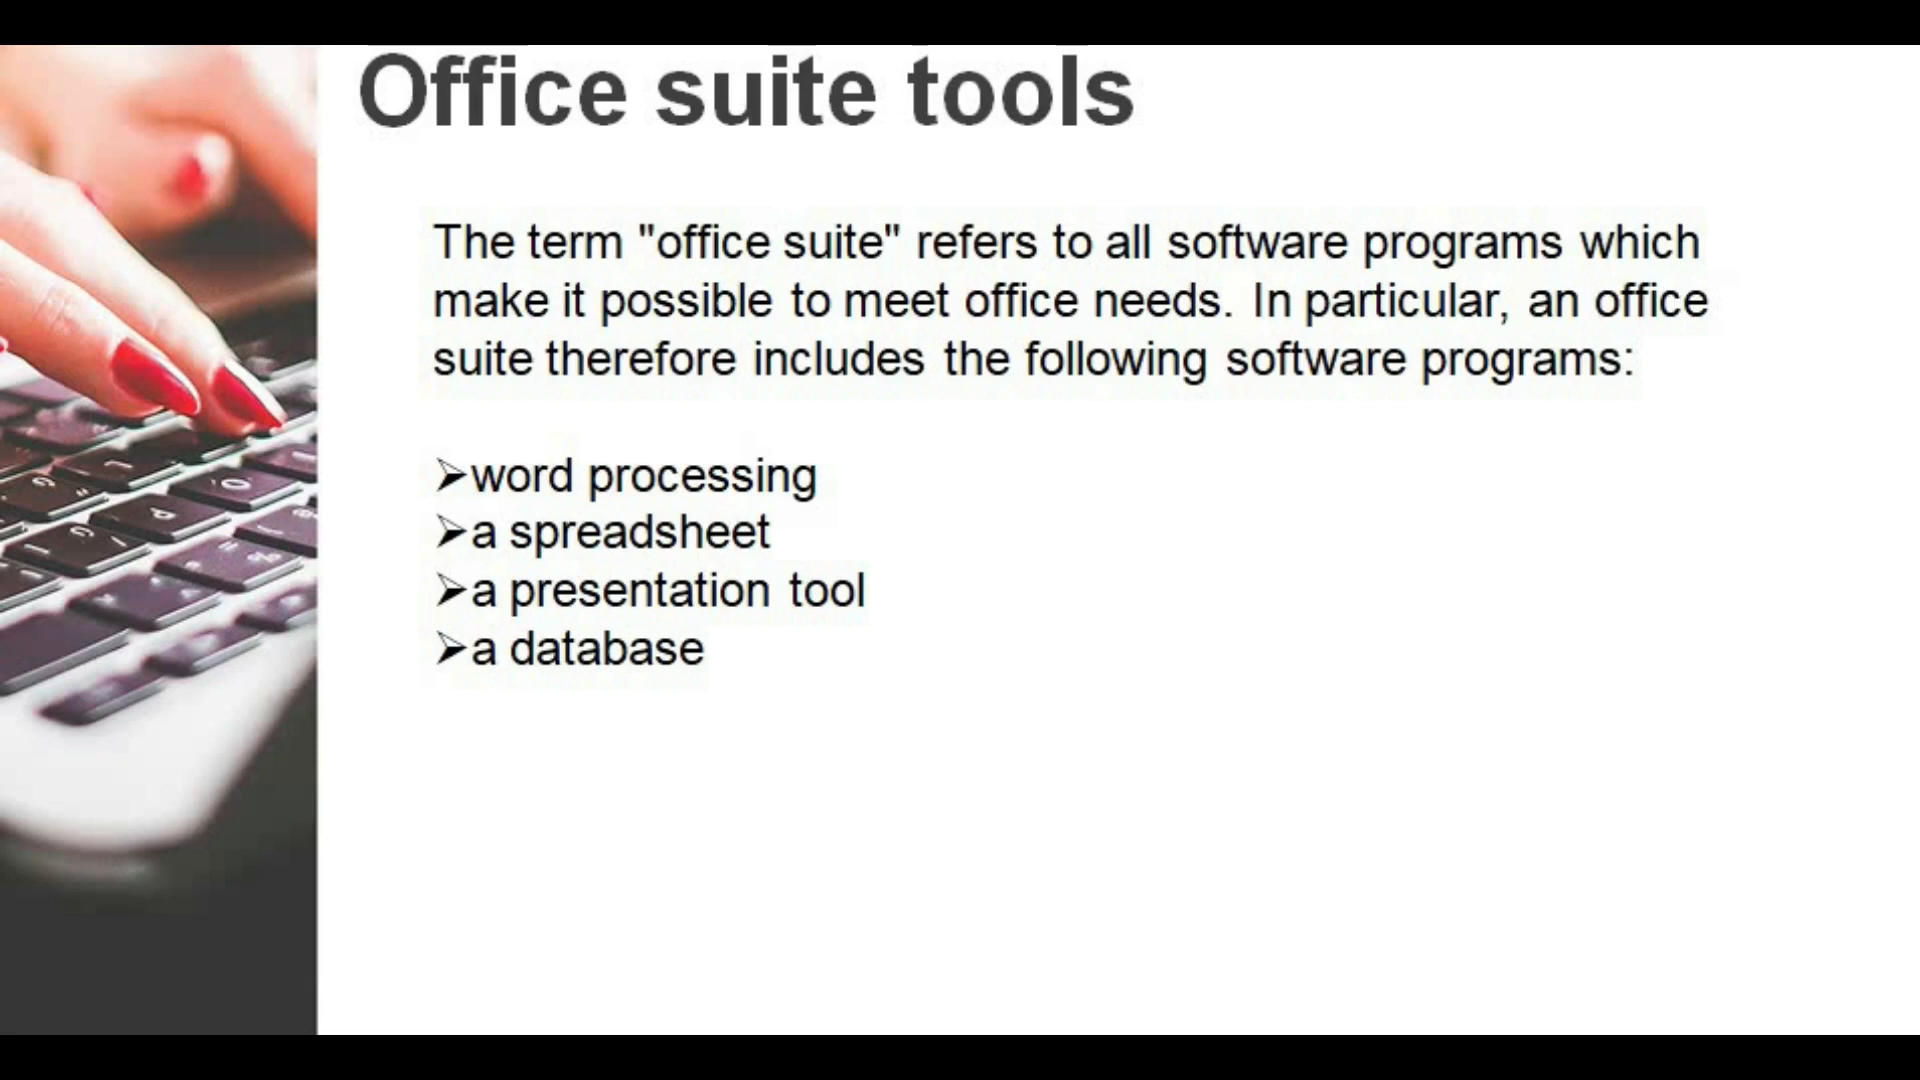 Office suite tools
The term "office suite" refers to all software programs which
make it possible to meet office needs. In particular, an office
suite therefore includes the following software programs:
➢word processing
➢a spreadsheet
➢a presentation tool
➢a database